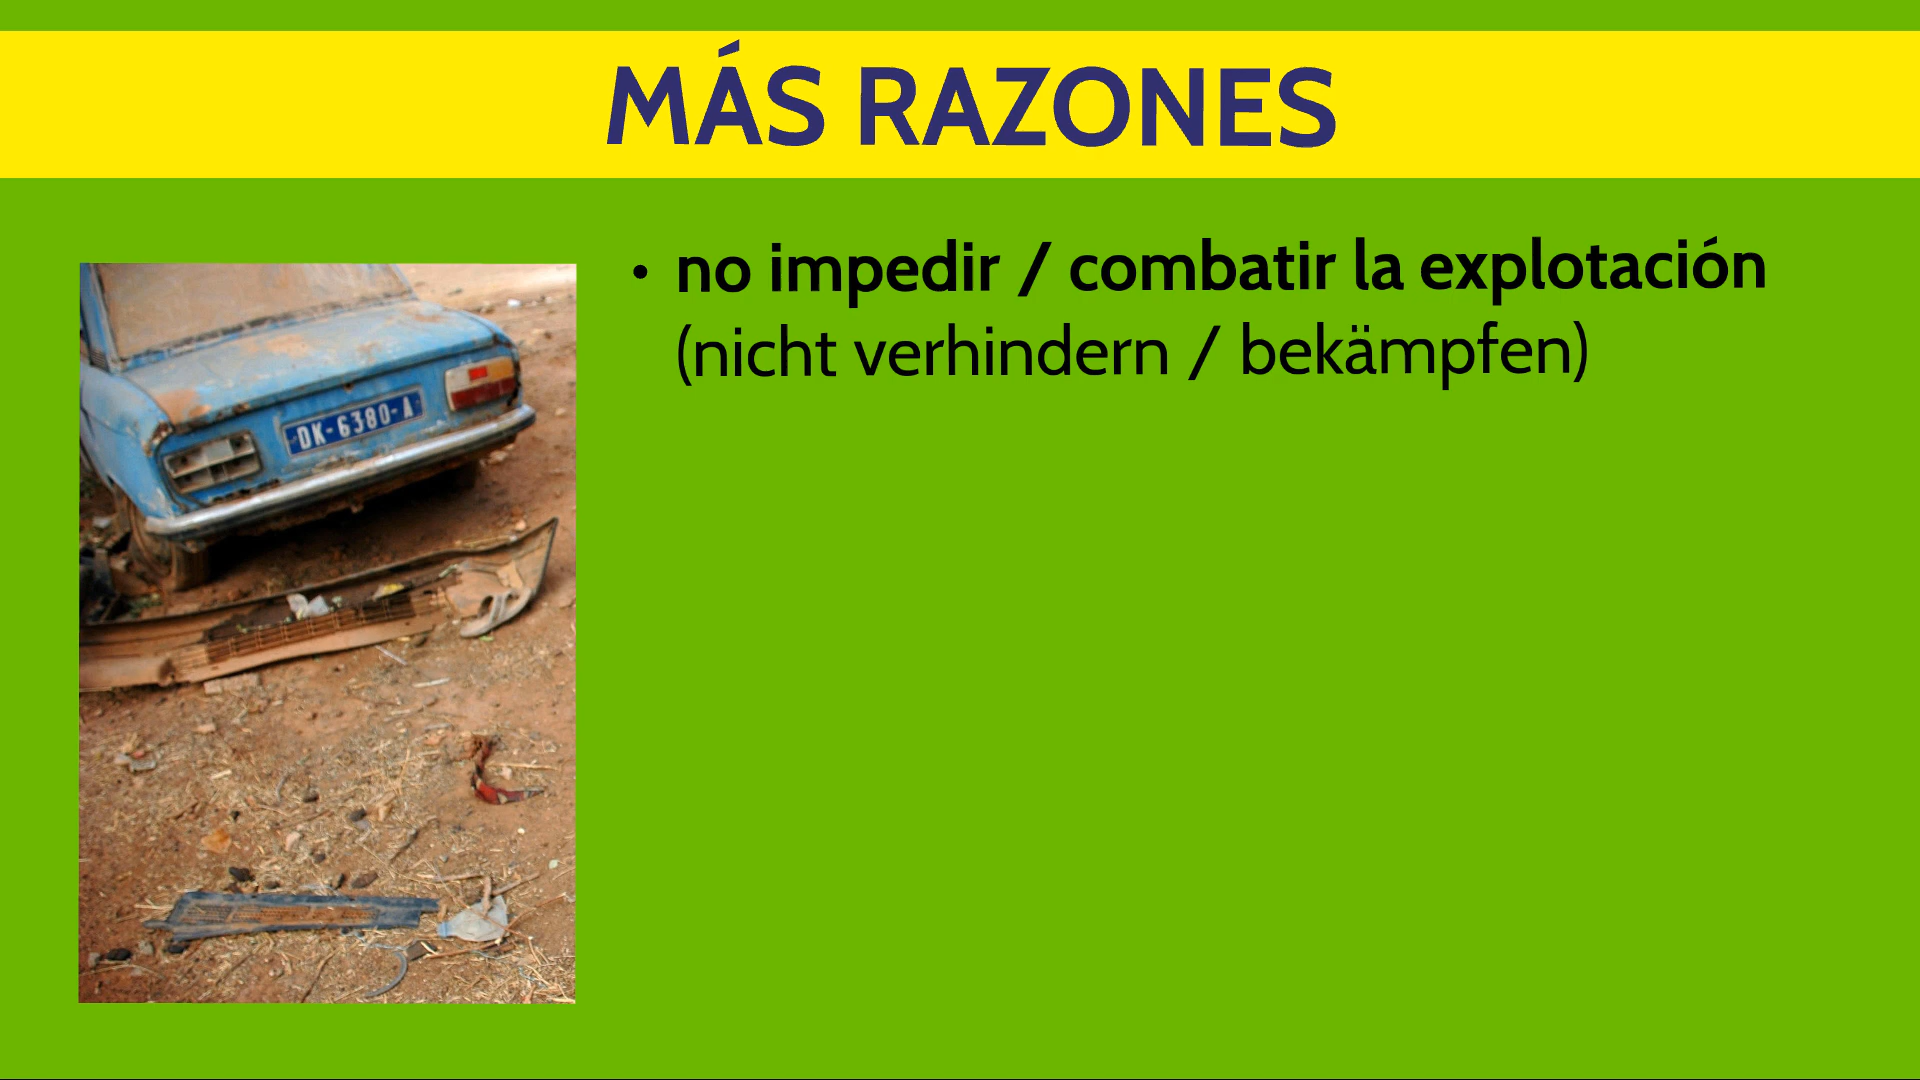 MÁS RAZONES
• no impedir / combatir la explotación
(nicht verhindern / bekämpfen)
DK-6380-A